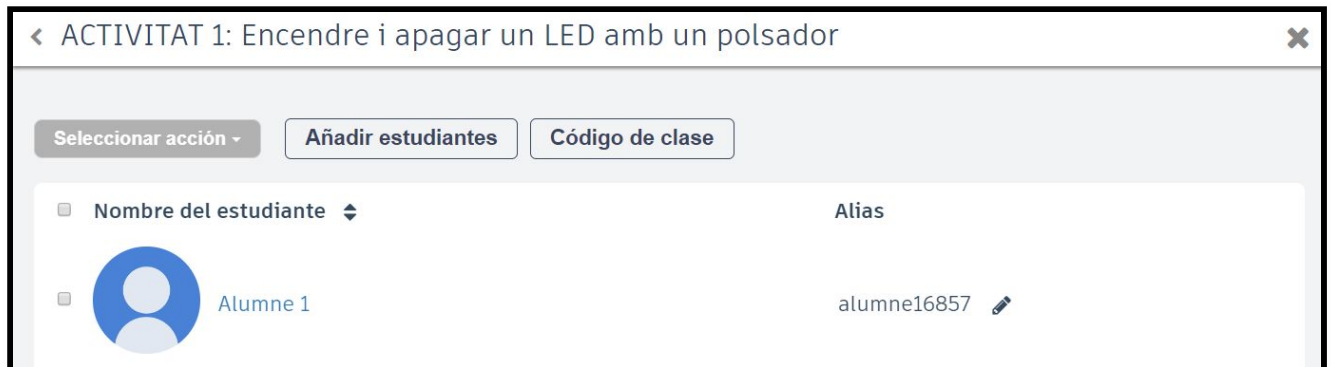 ACTIVITAT 1: Encendre i apagar un LED amb un polsador
Seleccionar acción Añadir estudiantes Código de clase
Nombre del estudiante Alias
Alumne 1 alumne16857